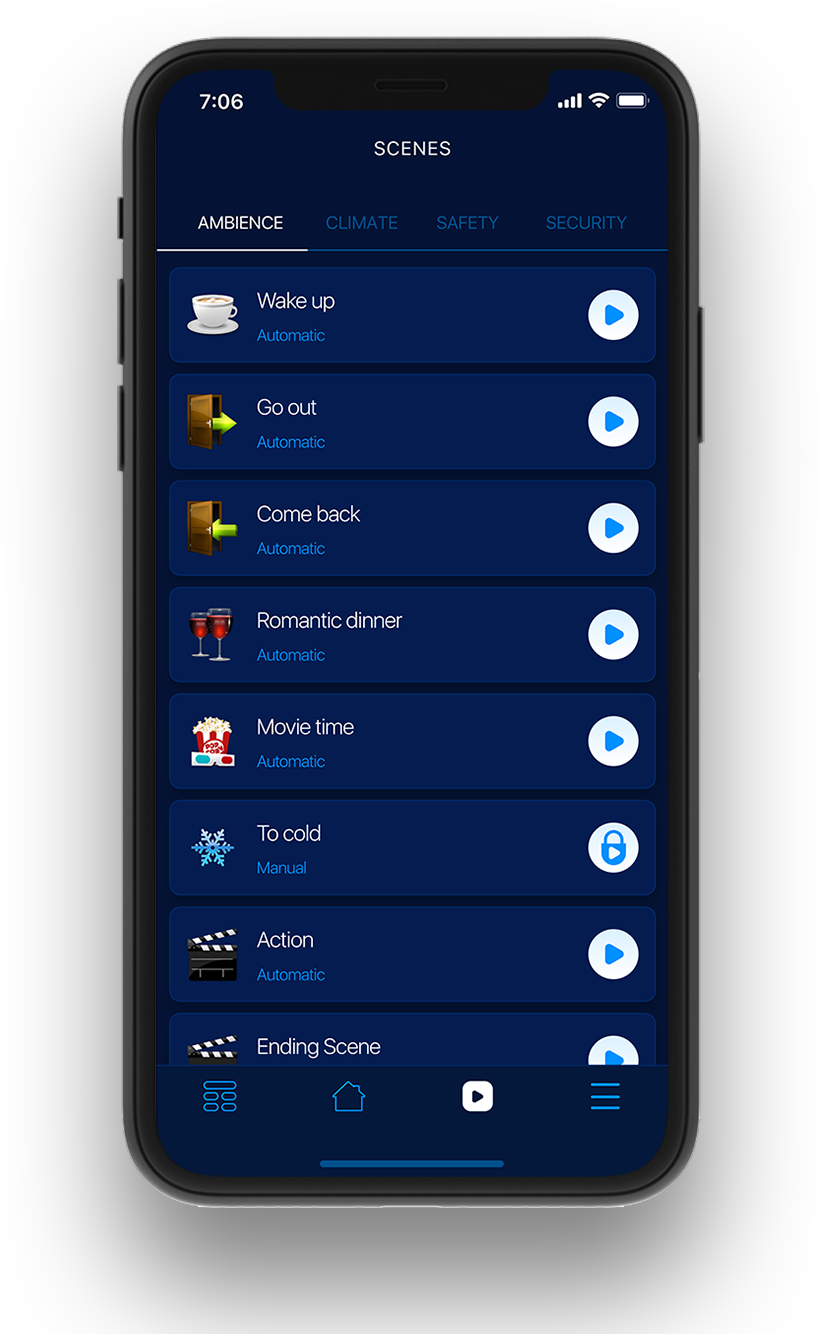 7:06
SCENES
AMBIENCE CLIMATE SAFETY SECURITY
Wake up
Automatic
Go out
Automatic
Come back
Automatic
Romantic dinner
Automatic
Movie time
Automatic
To cold
Manual
Action
Automatic
Ending Scene